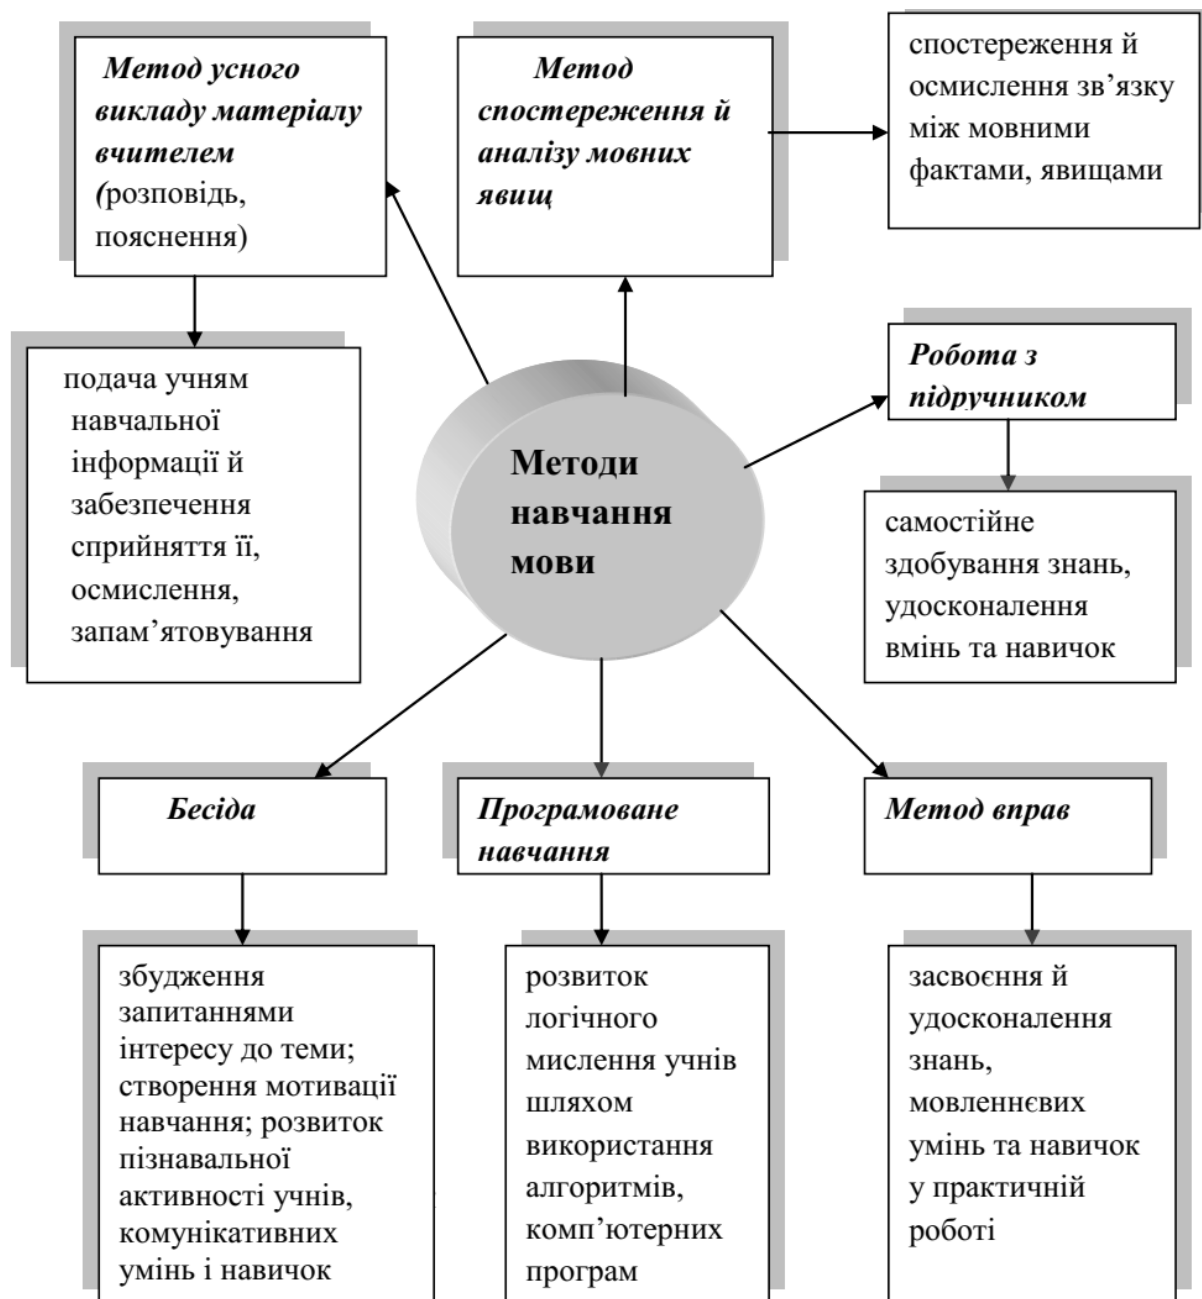 Метод усного
викладу матеріалу
вчителем
(розповідь,
пояснення)
Метод
спостереження й
аналізу мовних
явищ
спостереження й
осмислення зв’язку
між мовними
фактами, явищами
подача учням
навчальної
інформації й
забезпечення
сприйняття її,
осмислення,
запам’ятовування
Методи
навчання
мови
Робота з
підручником
самостійне
здобування знань,
удосконалення
вмінь та навичок
Бесіда
Програмоване
навчання
Метод вправ
збудження
запитаннями
інтересу до теми;
створення мотивації
навчання; розвиток
пізнавальної
активності учнів,
комунікативних
умінь і навичок
розвиток
логічного
мислення учнів
шляхом
використання
алгоритмів,
комп’ютерних
програм
засвоєння й
удосконалення
знань,
мовленнєвих
умінь та навичок
у практичній
роботі